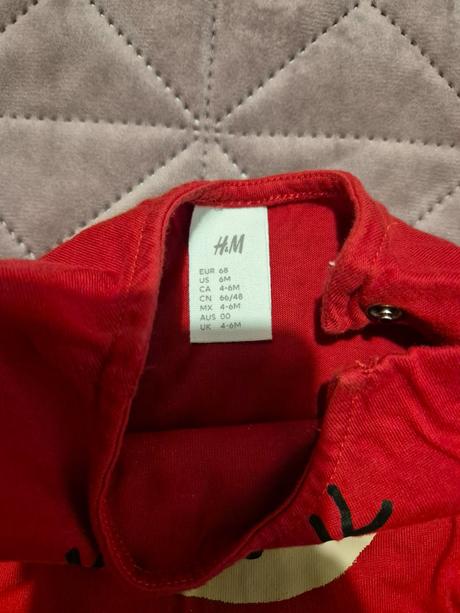 H&M
EUR 68
US 6M
CA 4-6M
CN 66/48
MX 4-6M
AUS 00
UK 4-6M